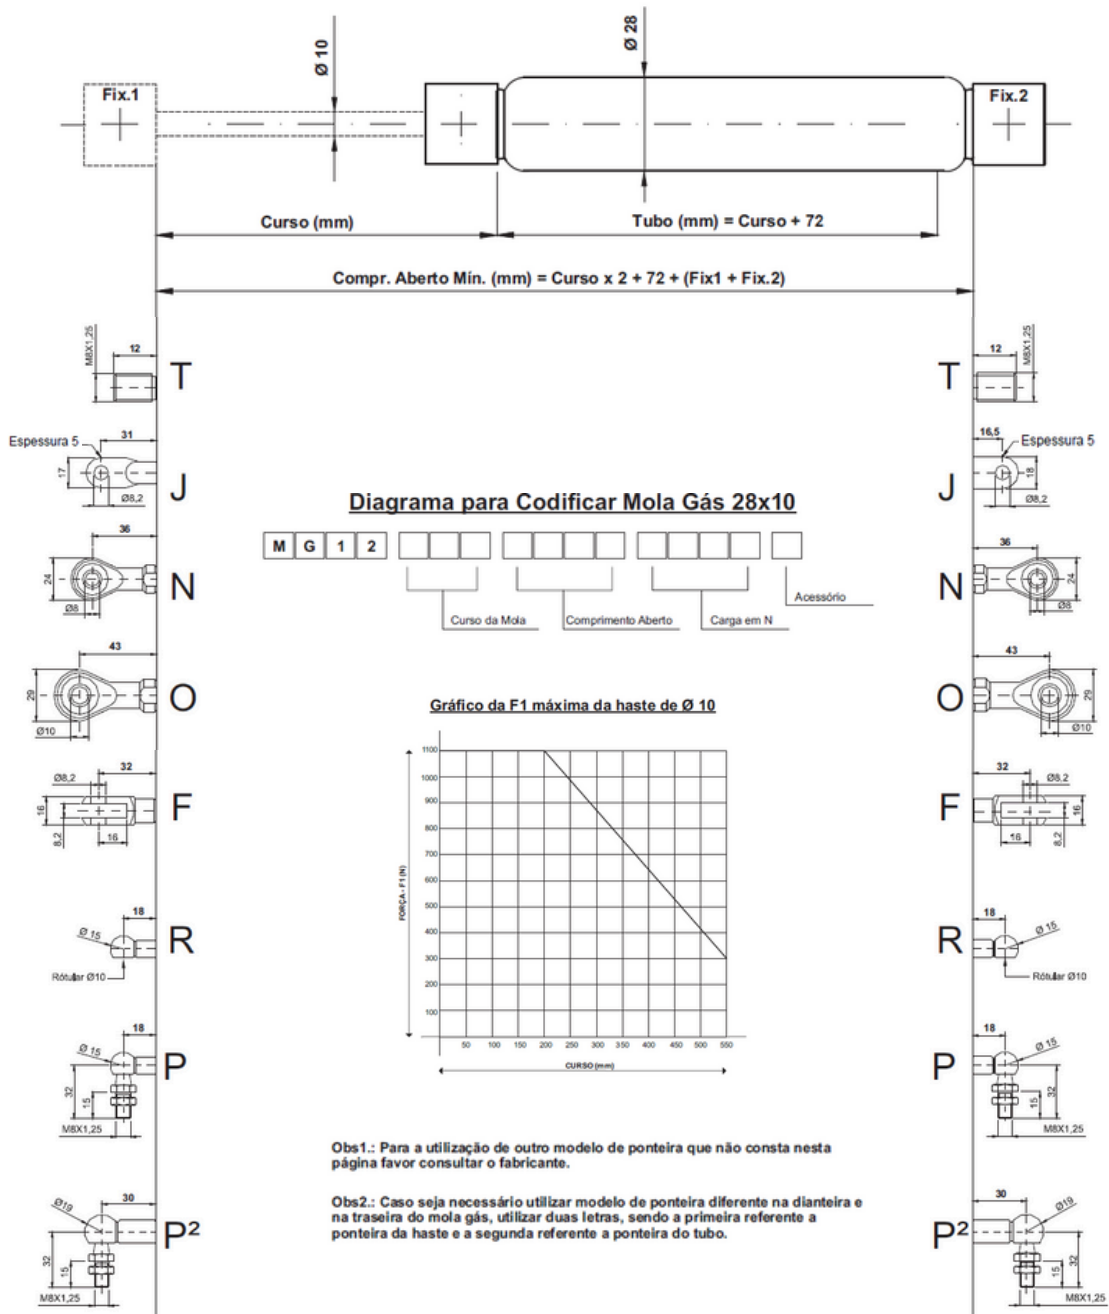 Ø 10
Ø 28
Fix.1
Fix.2
Curso (mm)
Tubo (mm) = Curso + 72
Compr. Aberto Mín. (mm) = Curso x 2 + 72 + (Fix1 + Fix.2)
M8X1,25
12
T
T
12
M8X1,25
Espessura 5
31
17
Ø8,2
J
J
16,5
Espessura 5
18
Ø8,2
Diagrama para Codificar Mola Gás 28x10
M G 1 2
Curso da Mola
Comprimento Aberto
Carga em N
Acessório
36
24
Ø8
N
N
36
24
Ø8
43
29
Ø10
O
O
43
29
Ø10
Gráfico da F1 máxima da haste de Ø 10
FORÇA - F1 (N)
1100
1000
900
800
700
600
500
400
300
200
100
50 100 150 200 250 300 350 400 450 500 550
CURSO (mm)
32
Ø8,2
16
8,2
16
F
F
32
Ø8,2
16
8,2
16
18
Ø 15
Rótular Ø10
R
R
18
Ø 15
Rótular Ø10
18
Ø 15
32
15
M8X1,25
P
P
18
Ø 15
32
15
M8X1,25
Obs1.: Para a utilização de outro modelo de ponteira que não consta nesta
página favor consultar o fabricante.
Obs2.: Caso seja necessário utilizar modelo de ponteira diferente na dianteira e
na traseira do mola gás, utilizar duas letras, sendo a primeira referente a
ponteira da haste e a segunda referente a ponteira do tubo.
30
Ø19
32
15
M8X1,25
P²
P²
30
Ø19
32
15
M8X1,25